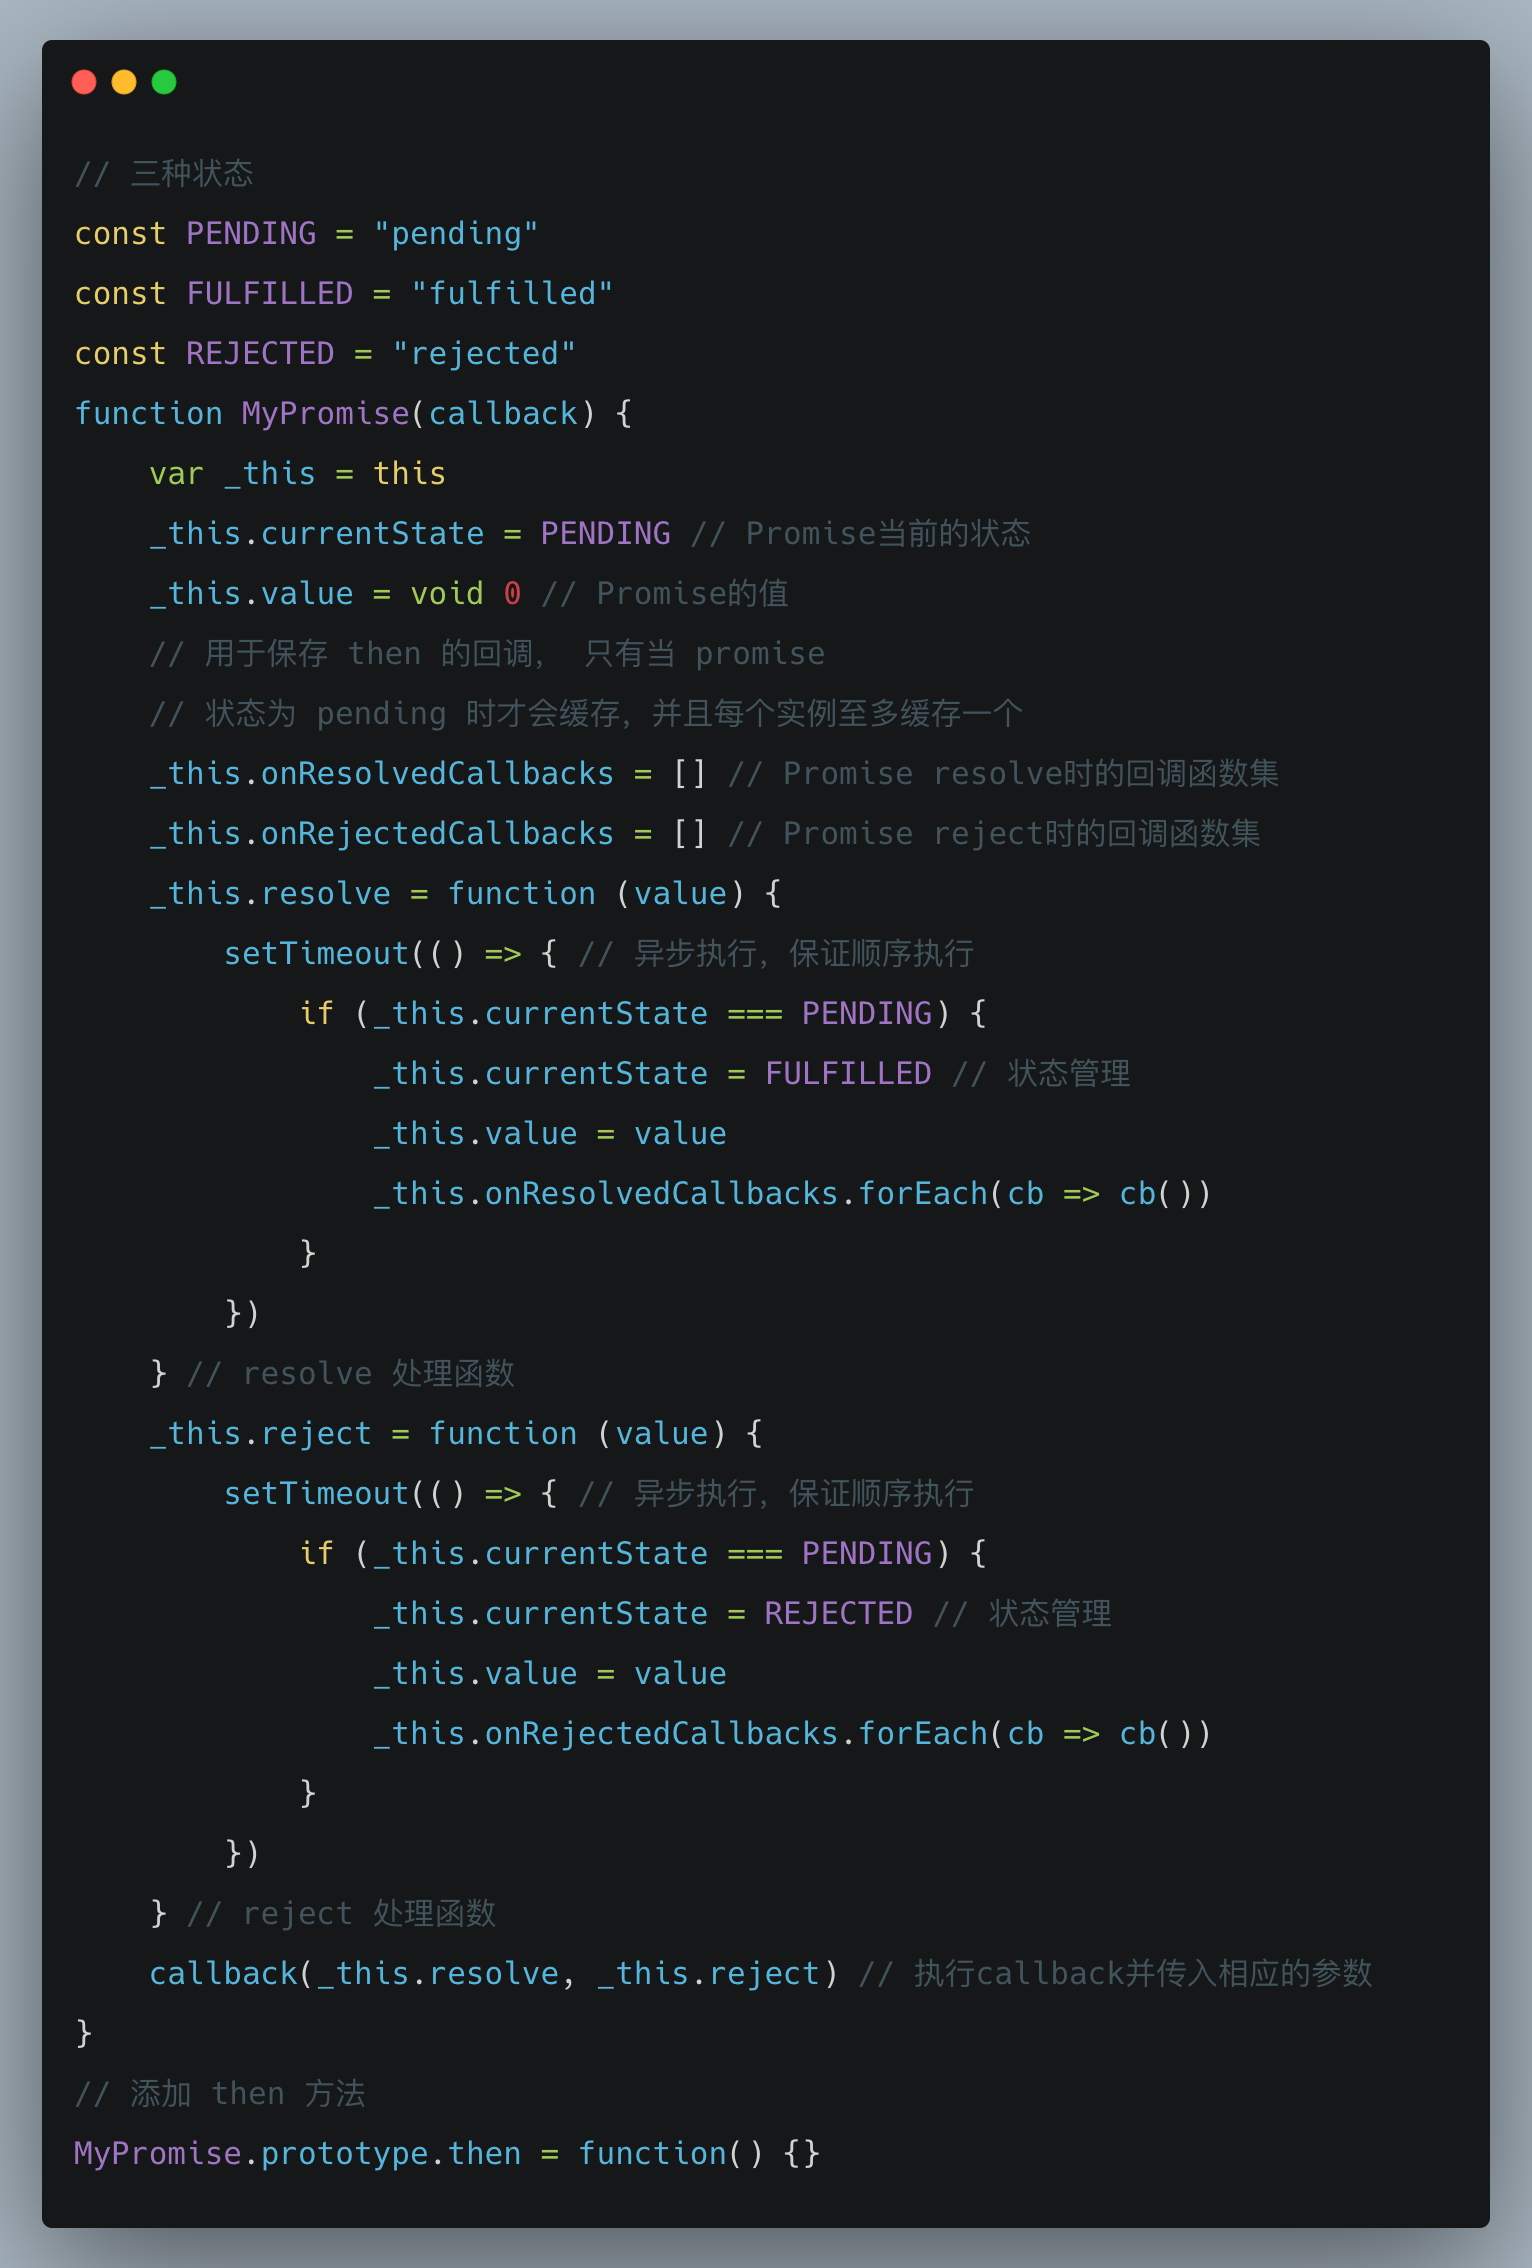 // 三种状态
const PENDING = "pending"
const FULFILLED = "fulfilled"
const REJECTED = "rejected"
function MyPromise(callback) {
    var _this = this
    _this.currentState = PENDING // Promise当前的状态
    _this.value = void 0 // Promise的值
    // 用于保存 then 的回调， 只有当 promise
    // 状态为 pending 时才会缓存，并且每个实例至多缓存一个
    _this.onResolvedCallbacks = [] // Promise resolve时的回调函数集
    _this.onRejectedCallbacks = [] // Promise reject时的回调函数集
    _this.resolve = function (value) {
        setTimeout(() => { // 异步执行，保证顺序执行
            if (_this.currentState === PENDING) {
                _this.currentState = FULFILLED // 状态管理
                _this.value = value
                _this.onResolvedCallbacks.forEach(cb => cb())
            }
        })
    } // resolve 处理函数
    _this.reject = function (value) {
        setTimeout(() => { // 异步执行，保证顺序执行
            if (_this.currentState === PENDING) {
                _this.currentState = REJECTED // 状态管理
                _this.value = value
                _this.onRejectedCallbacks.forEach(cb => cb())
            }
        })
    } // reject 处理函数
    callback(_this.resolve, _this.reject) // 执行callback并传入相应的参数
}
// 添加 then 方法
MyPromise.prototype.then = function() {}